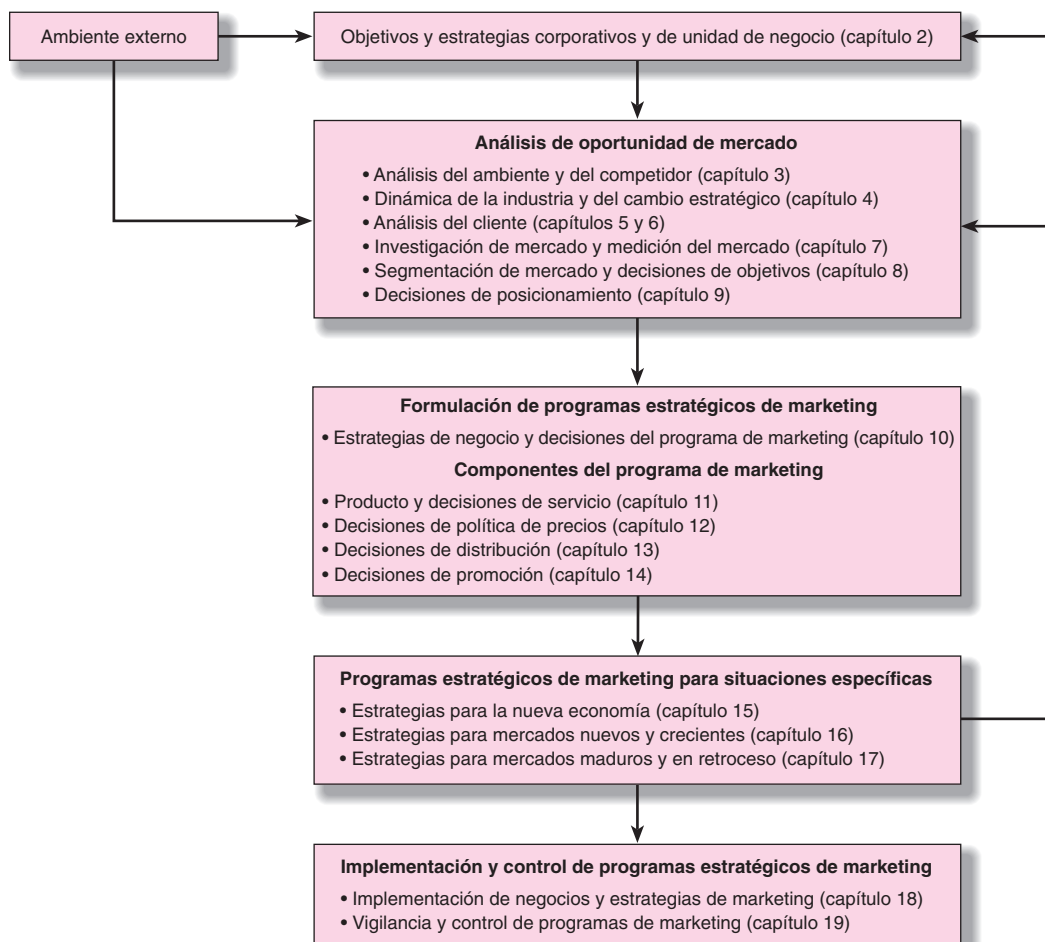 Ambiente externo
Objetivos y estrategias corporativos y de unidad de negocio (capítulo 2)
Análisis de oportunidad de mercado
• Análisis del ambiente y del competidor (capítulo 3)
• Dinámica de la industria y del cambio estratégico (capítulo 4)
• Análisis del cliente (capítulos 5 y 6)
• Investigación de mercado y medición del mercado (capítulo 7)
• Segmentación de mercado y decisiones de objetivos (capítulo 8)
• Decisiones de posicionamiento (capítulo 9)
Formulación de programas estratégicos de marketing
• Estrategias de negocio y decisiones del programa de marketing (capítulo 10)
Componentes del programa de marketing
• Producto y decisiones de servicio (capítulo 11)
• Decisiones de política de precios (capítulo 12)
• Decisiones de distribución (capítulo 13)
• Decisiones de promoción (capítulo 14)
Programas estratégicos de marketing para situaciones específicas
• Estrategias para la nueva economía (capítulo 15)
• Estrategias para mercados nuevos y crecientes (capítulo 16)
• Estrategias para mercados maduros y en retroceso (capítulo 17)
Implementación y control de programas estratégicos de marketing
• Implementación de negocios y estrategias de marketing (capítulo 18)
• Vigilancia y control de programas de marketing (capítulo 19)